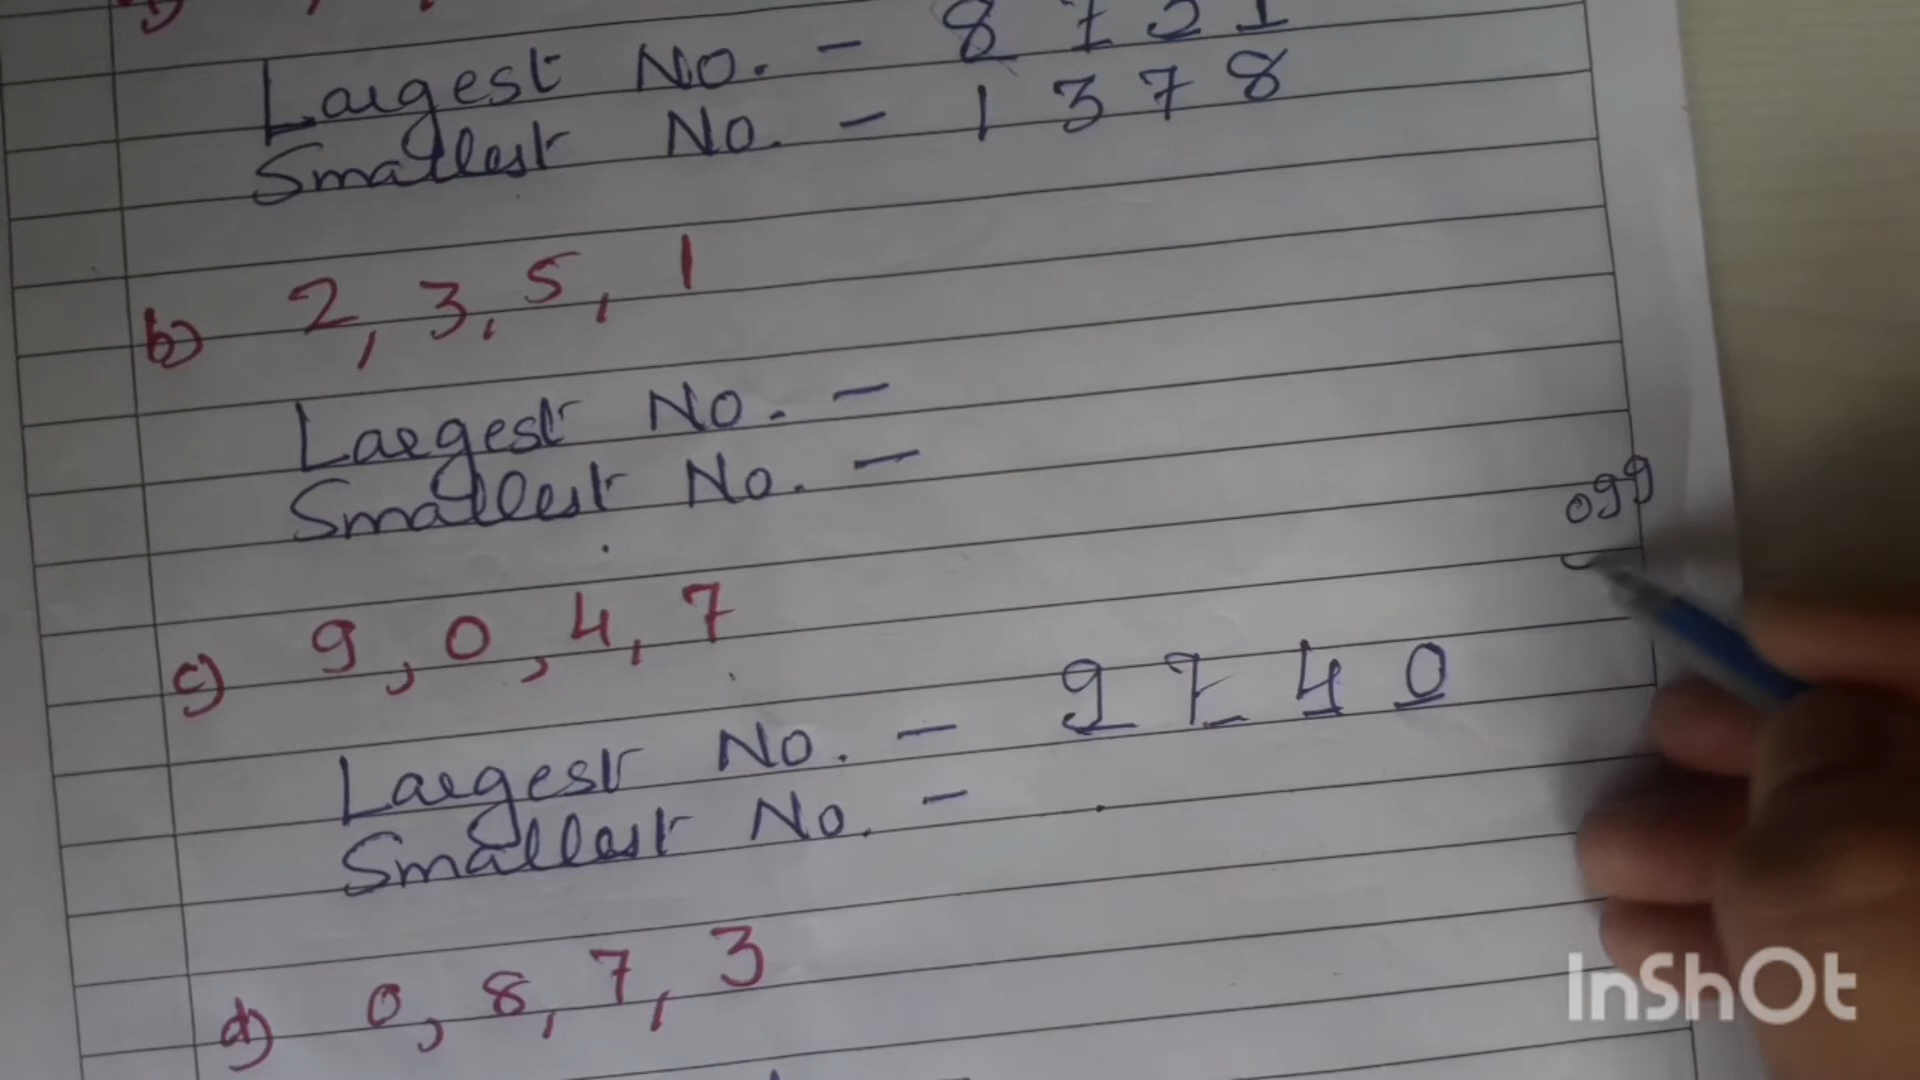 Largest No. - 8 7 3 1
Smallest No. - 1 3 7 8
b) 2, 3, 5, 1
Largest No. -
Smallest No. -
099
c) 9, 0, 4, 7
Largest No. - 9 7 4 0
Smallest No. -
d) 0, 8, 7, 3
InShOt